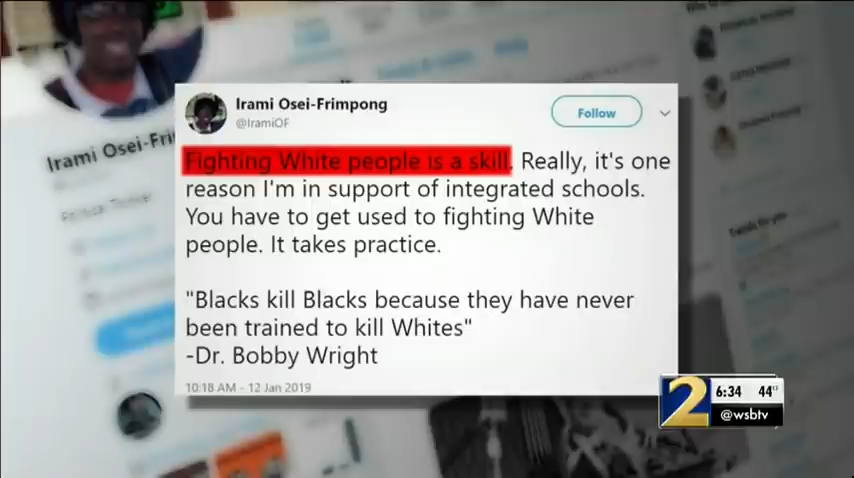 Irami Osei-Frimpong
@IramiOF
Follow
Fighting White people is a skill. Really, it's one
reason I'm in support of integrated schools.
You have to get used to fighting White
people. It takes practice.
"Blacks kill Blacks because they have never
been trained to kill Whites"
-Dr. Bobby Wright
10:18 AM - 12 Jan 2019
Irami Osei-Fri
Trends for you
2
6:34 44°
@wsbtv